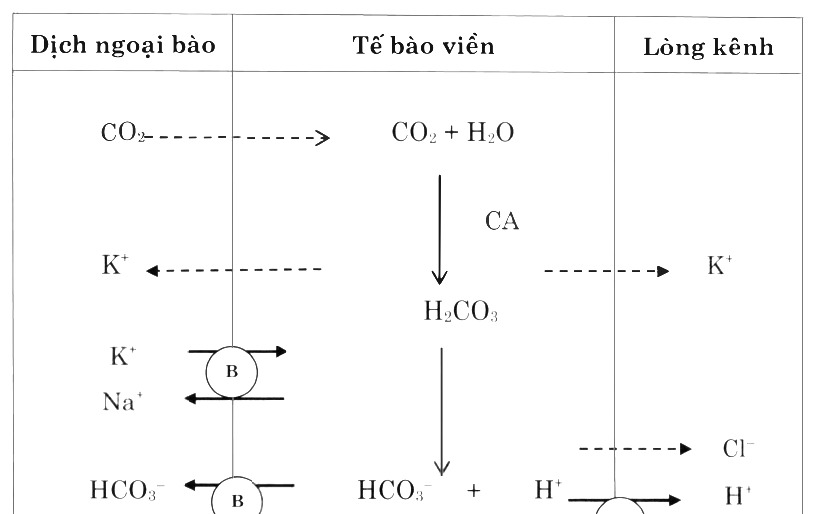 Dịch ngoại bào Tế bào viền Lòng kênh
CO₂ CO₂ + H₂O
CA
K⁺ K⁺
H₂CO₃
K⁺
B
Na⁺
Cl⁻
HCO₃⁻ B HCO₃⁻ + H⁺ H⁺